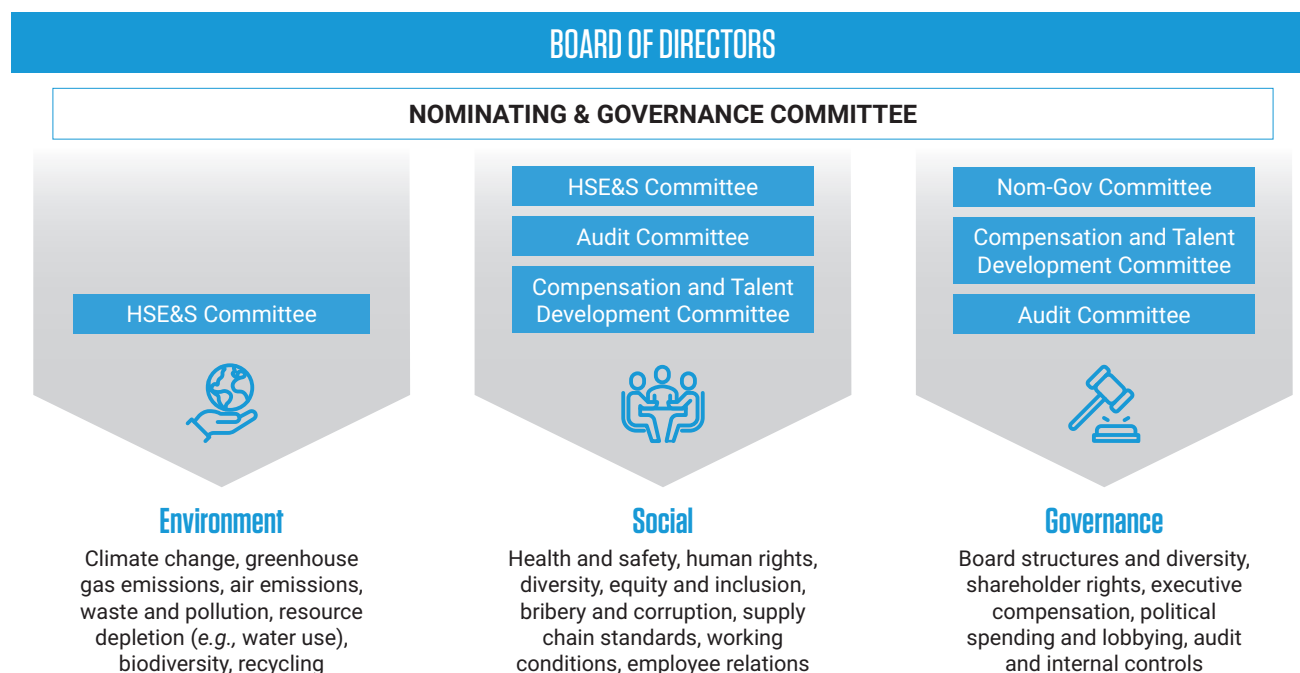 BOARD OF DIRECTORS
NOMINATING & GOVERNANCE COMMITTEE
HSE&S Committee
Environment
Climate change, greenhouse
gas emissions, air emissions,
waste and pollution, resource
depletion (e.g., water use),
biodiversity, recycling
HSE&S Committee
Audit Committee
Compensation and Talent
Development Committee
Social
Health and safety, human rights,
diversity, equity and inclusion,
bribery and corruption, supply
chain standards, working
conditions, employee relations
Nom-Gov Committee
Compensation and Talent
Development Committee
Audit Committee
Governance
Board structures and diversity,
shareholder rights, executive
compensation, political
spending and lobbying, audit
and internal controls